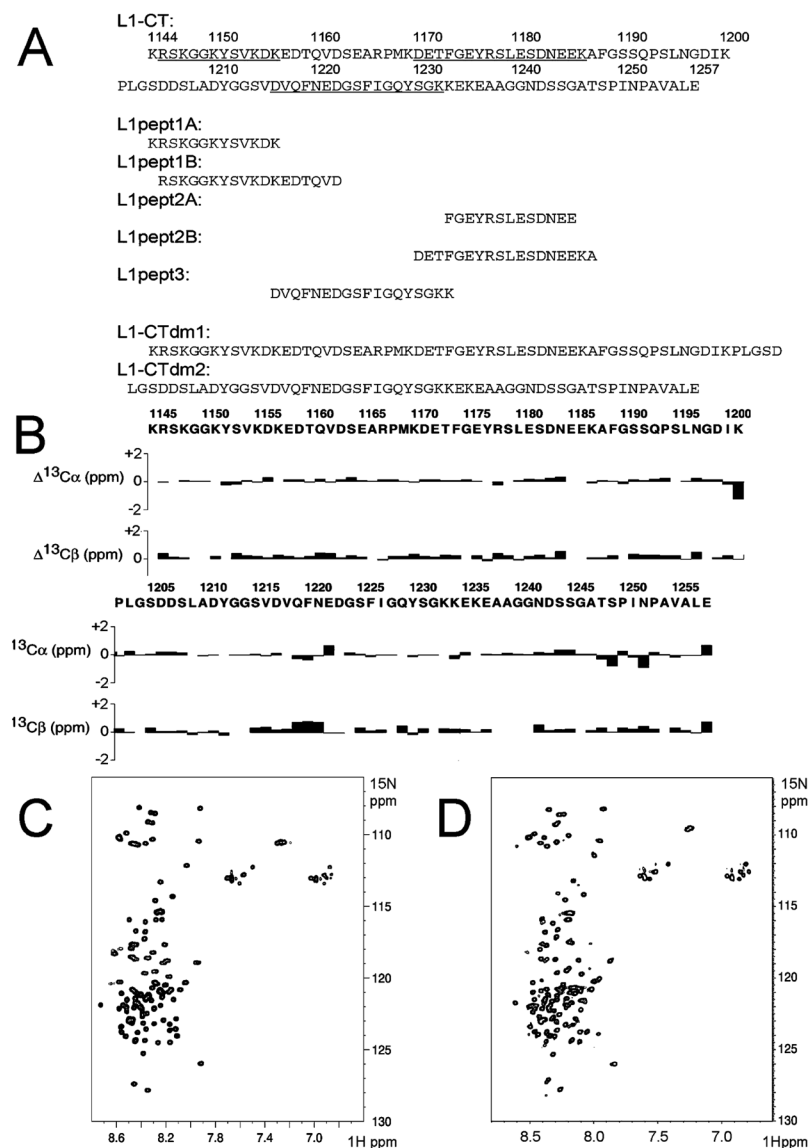 A
L1-CT:
1144 1150 1160 1170 1180 1190 1200
KRSKGGKYSVKDKEDTQVDSEARPMKDETFGEYRSLESDNEEKAFGSSQPSLNGDIK
1210 1220 1230 1240 1250 1257
PLGSDDSLADYGGSVDVQFNEDGSFIGQYSGKKEKEAAGGNDSSGATSPINPAVALE
L1pept1A:
KRSKGGKYSVKDK
L1pept1B:
RSKGGKYSVKDKEDTQVD
L1pept2A:
FGEYRSLESDNEE
L1pept2B:
DETFGEYRSLESDNEEKA
L1pept3:
DVQFNEDGSFIGQYSGKK
L1-CTdm1:
KRSKGGKYSVKDKEDTQVDSEARPMKDETFGEYRSLESDNEEKAFGSSQPSLNGDIKPLGSD
L1-CTdm2:
LGSDDSLADYGGSVDVQFNEDGSFIGQYSGKKEKEAAGGNDSSGATSPINPAVALE
B
1145 1150 1155 1160 1165 1170 1176 1177 1183 1185 1190 1195 1200
KRSKGGKYSVKDKEDTQVDSEARPMKDETFGEYRSLESDNEEKAFGSSQPSLNGDIK
+2
Δ13Cα (ppm)
-2
+2
Δ13Cβ (ppm) 0
-2
1205 1210 1215 1220 1225 1230 1235 1240 1245 1250 1255
PLGSDDSLADYGGSVDVQFNEDGSFIGQYSGKKEKEAAGGNDSSGATSPINPAVALE
+2
13Cα (ppm) 0
-2
+2
13Cβ (ppm) 0
-2
C
15N
ppm
110
115
120
125
130
8.6 8.2 7.8 7.4 7.0 1H ppm
D
15N
ppm
110
115
120
125
130
8.5 8.0 7.5 7.0 1Hppm